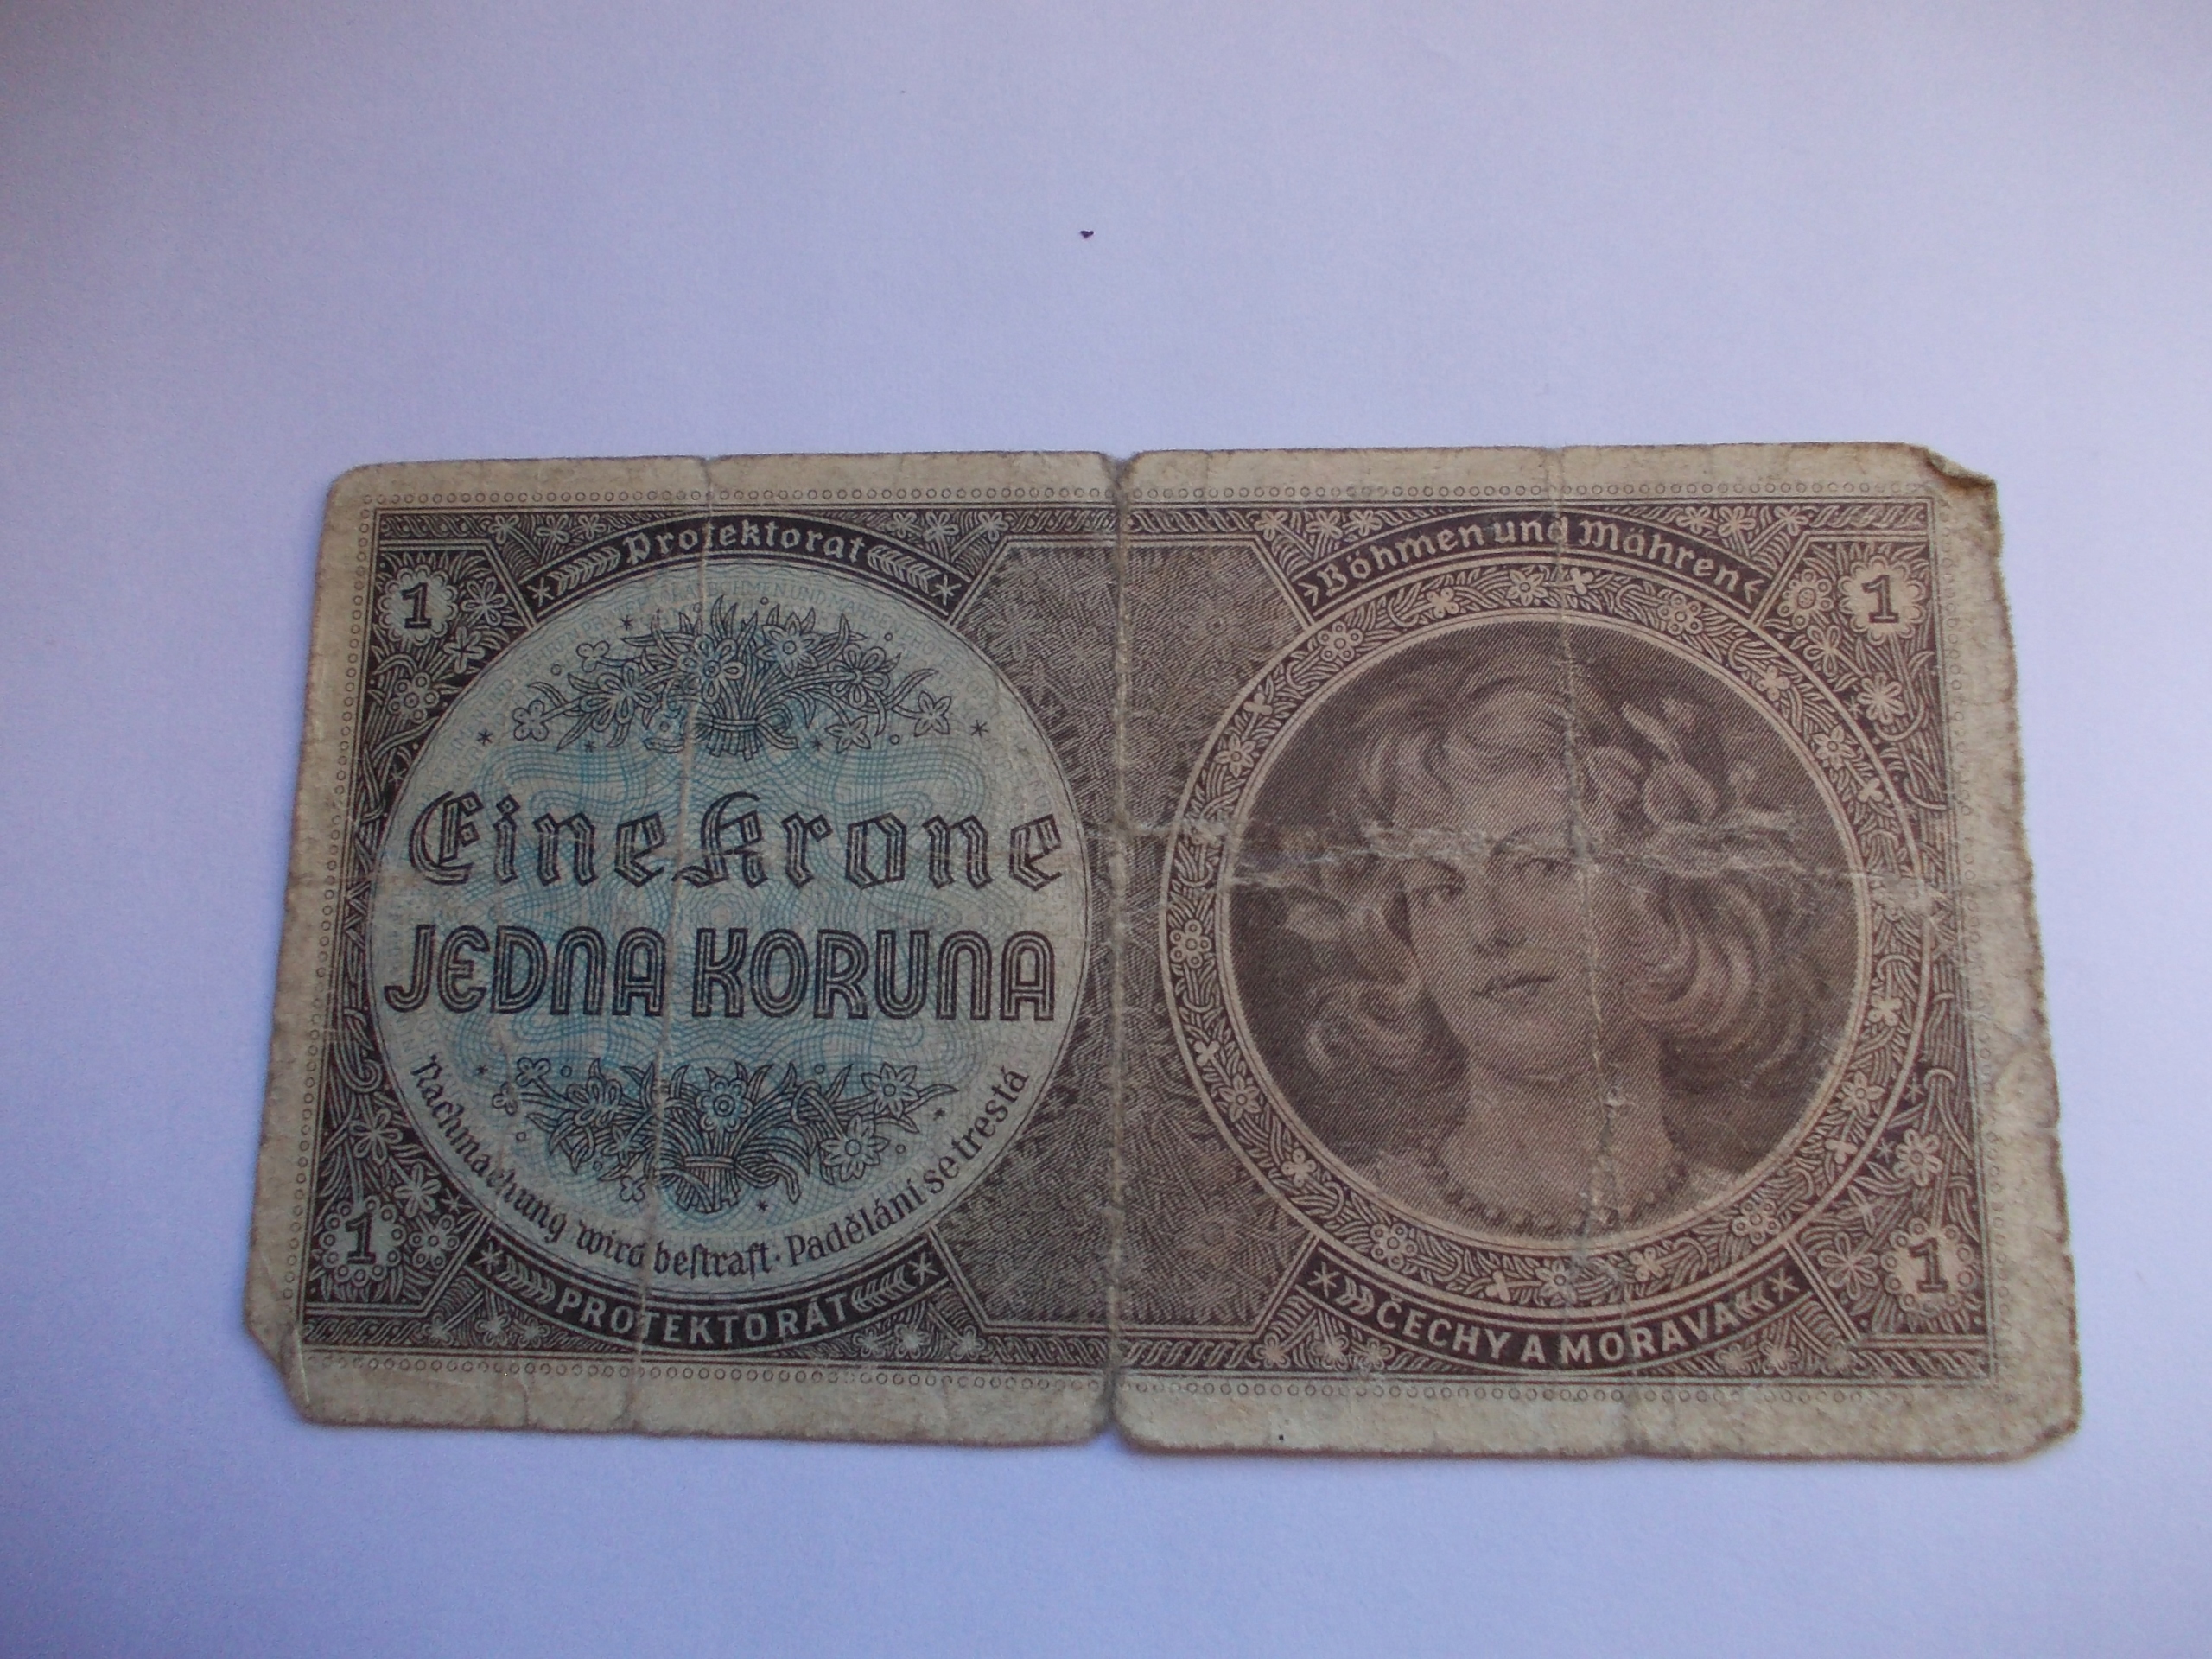 Protektorat
Böhmen und Mähren
1
1
Eine Krone
JEDNA KORUNA
Nachmachung wird bestraft · Padělání se trestá
1
1
PROTEKTORÁT
ČECHY A MORAVA